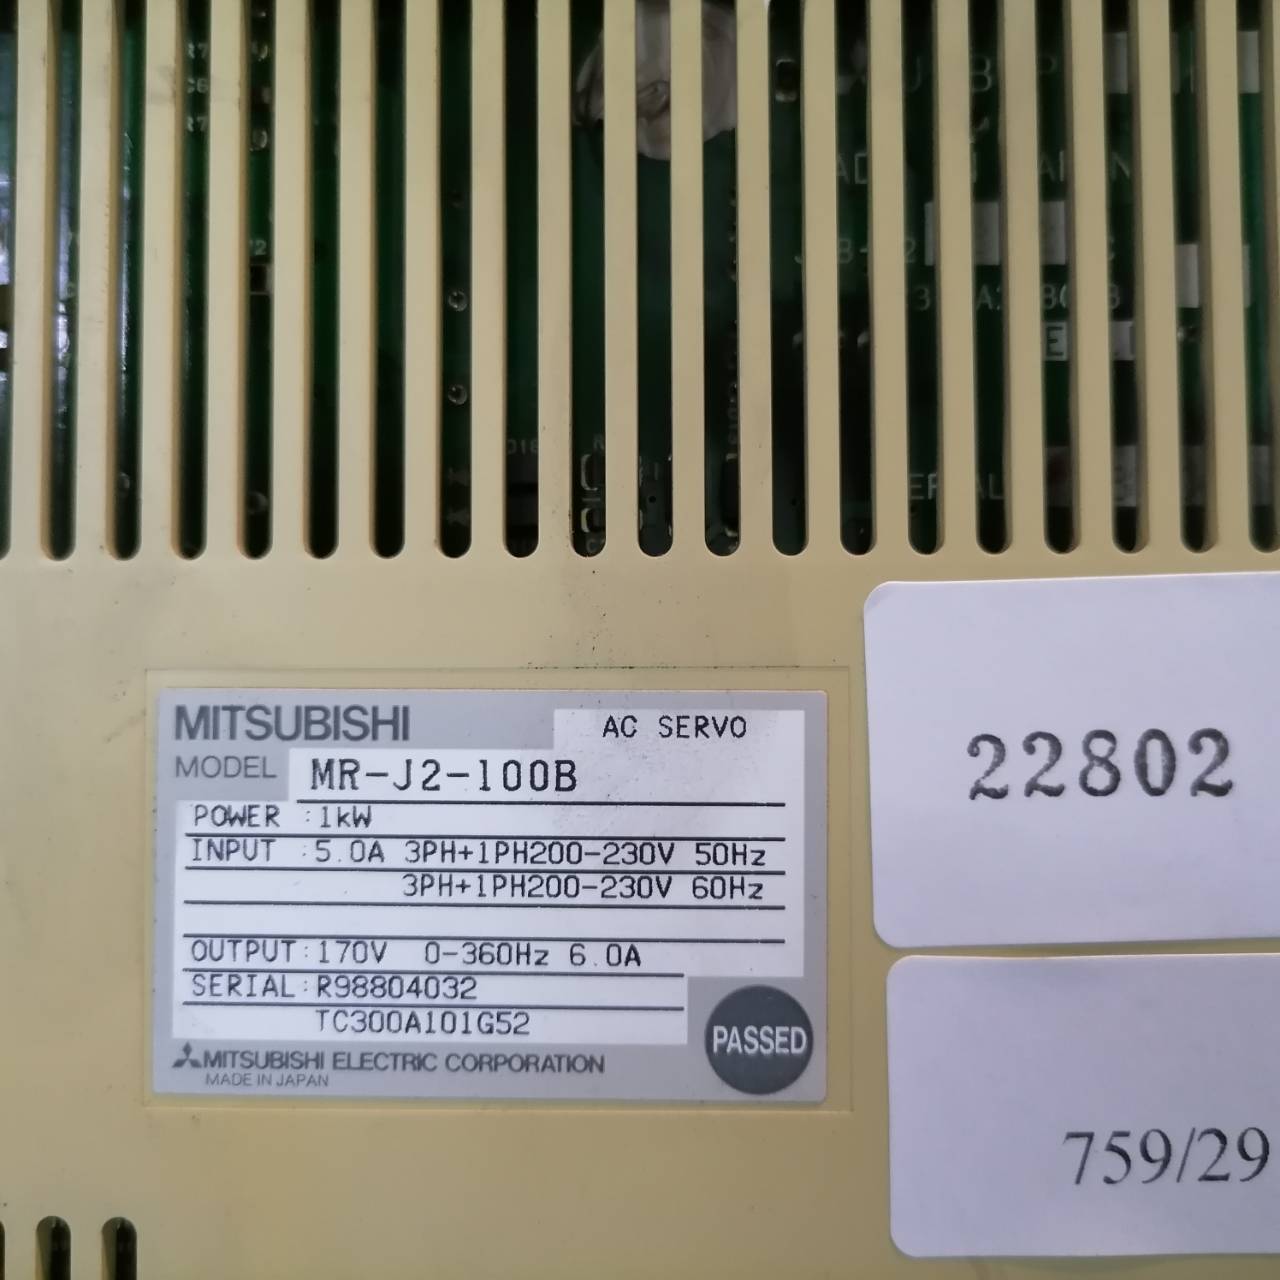 MITSUBISHI
AC SERVO
MODEL MR-J2-100B
POWER : 1kW
INPUT : 5.0A 3PH+1PH200-230V 50Hz
3PH+1PH200-230V 60Hz
OUTPUT : 170V 0-360Hz 6.0A
SERIAL : R98804032
TC300A101G52
PASSED
MITSUBISHI ELECTRIC CORPORATION
MADE IN JAPAN
22802
759/29